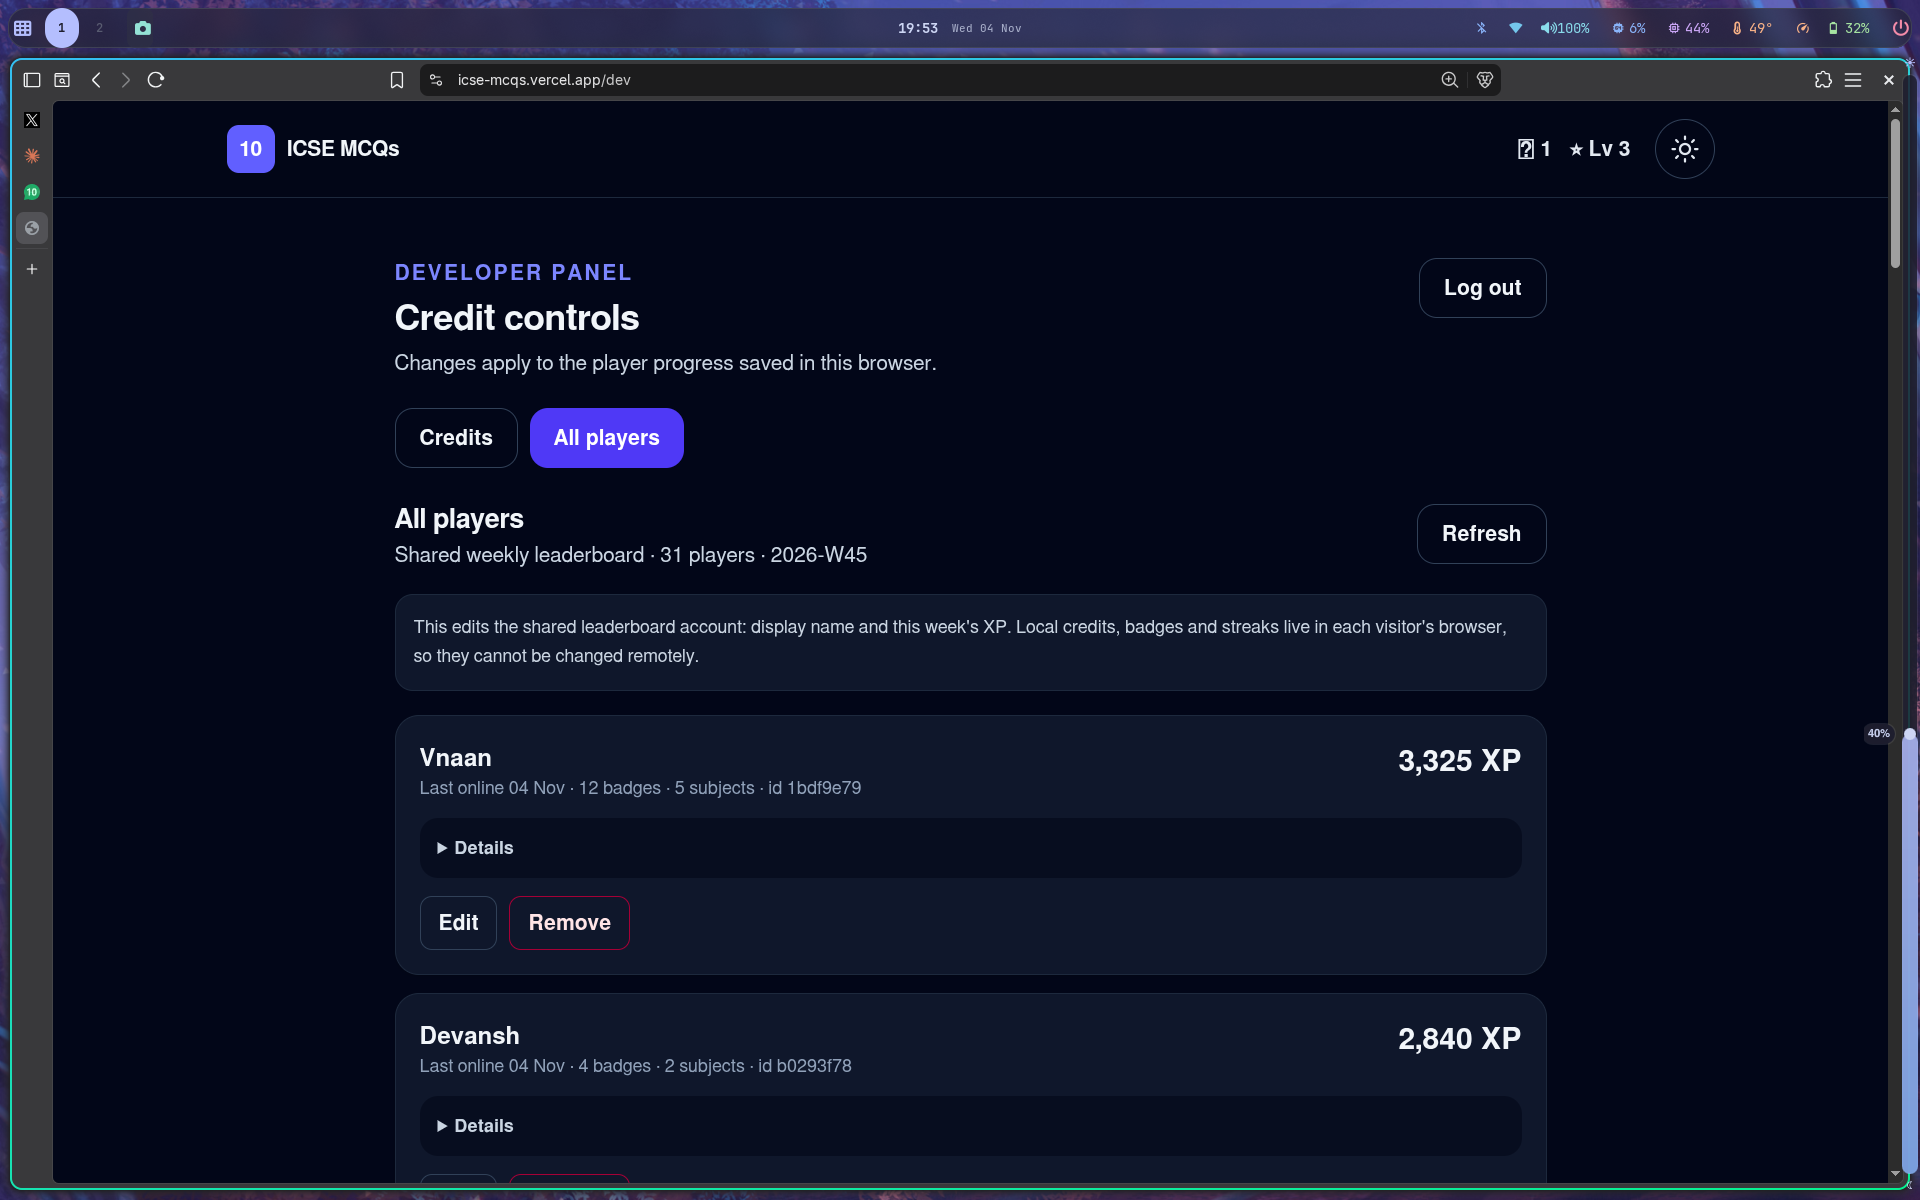 1
2
19:53 Wed 04 Nov
100%
6%
44%
49°
32%
icse-mcqs.vercel.app/dev
10
10 ICSE MCQs
1 ★ Lv 3
DEVELOPER PANEL
Log out
Credit controls
Changes apply to the player progress saved in this browser.
Credits
All players
All players
Shared weekly leaderboard · 31 players · 2026-W45
Refresh
This edits the shared leaderboard account: display name and this week's XP. Local credits, badges and streaks live in each visitor's browser,
so they cannot be changed remotely.
Vnaan
3,325 XP
Last online 04 Nov · 12 badges · 5 subjects · id 1bdf9e79
▶ Details
Edit
Remove
40%
Devansh
2,840 XP
Last online 04 Nov · 4 badges · 2 subjects · id b0293f78
▶ Details